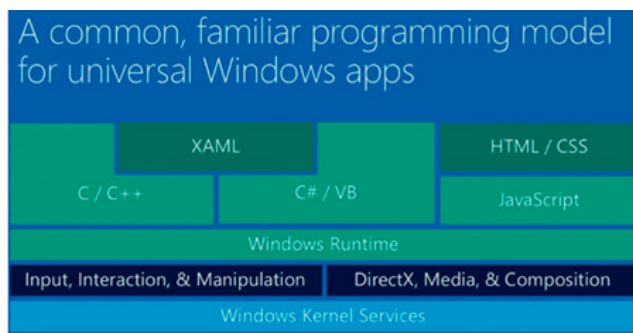 A common, familiar programming model
for universal Windows apps
XAML
HTML / CSS
C / C++
C# / VB
JavaScript
Windows Runtime
Input, Interaction, & Manipulation
DirectX, Media, & Composition
Windows Kernel Services